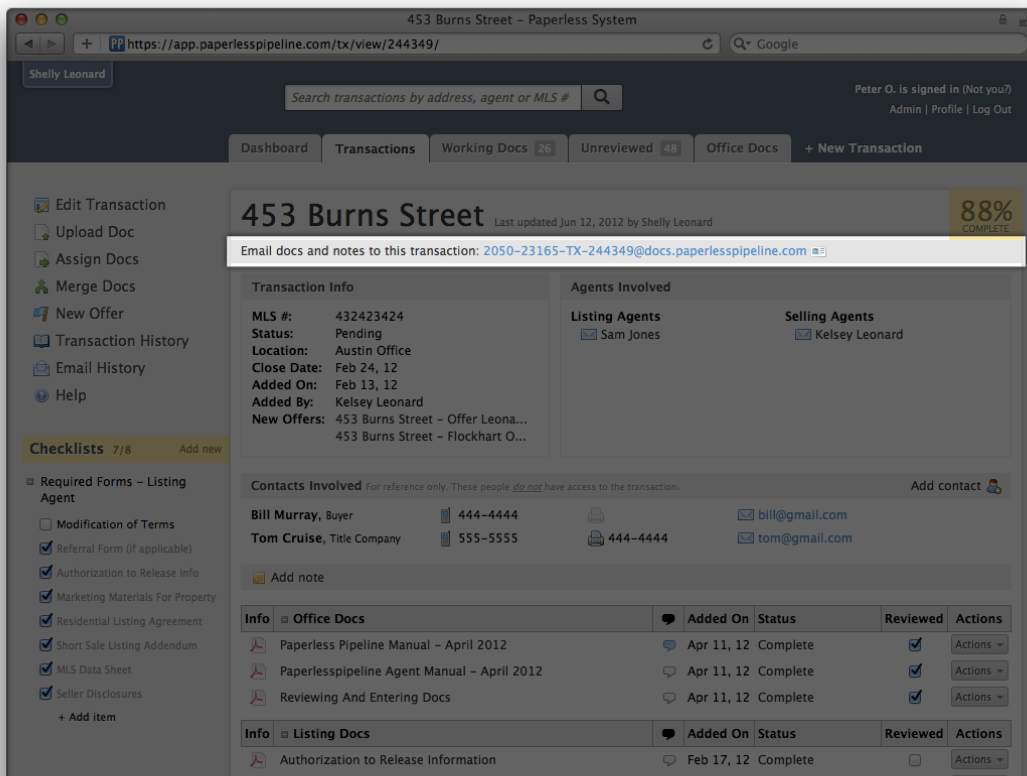 453 Burns Street – Paperless System
+ PP https://app.paperlesspipeline.com/tx/view/244349/ Google
Shelly Leonard
Search transactions by address, agent or MLS #
Peter O. is signed in (Not you?)
Admin | Profile | Log Out
Dashboard Transactions Working Docs 26 Unreviewed 48 Office Docs + New Transaction
Edit Transaction
Upload Doc
Assign Docs
Merge Docs
New Offer
Transaction History
Email History
Help
Checklists 7/8 Add new
Required Forms – Listing
Agent
Modification of Terms
Referral Form (if applicable)
Authorization to Release Info
Marketing Materials For Property
Residential Listing Agreement
Short Sale Listing Addendum
MLS Data Sheet
Seller Disclosures
+ Add item
453 Burns Street Last updated Jun 12, 2012 by Shelly Leonard
88%
COMPLETE
Email docs and notes to this transaction: 2050-23165-TX-244349@docs.paperlesspipeline.com
Transaction Info
MLS #: 432423424
Status: Pending
Location: Austin Office
Close Date: Feb 24, 12
Added On: Feb 13, 12
Added By: Kelsey Leonard
New Offers: 453 Burns Street – Offer Leona...
453 Burns Street – Flockhart O...
Agents Involved
Listing Agents Selling Agents
Sam Jones Kelsey Leonard
Contacts Involved For reference only. These people do not have access to the transaction. Add contact
Bill Murray, Buyer 444-4444 bill@gmail.com
Tom Cruise, Title Company 555-5555 444-4444 tom@gmail.com
Add note
Info Office Docs Added On Status Reviewed Actions
Paperless Pipeline Manual – April 2012 Apr 11, 12 Complete Actions
Paperlesspipeline Agent Manual – April 2012 Apr 11, 12 Complete Actions
Reviewing And Entering Docs Apr 11, 12 Complete Actions
Info Listing Docs Added On Status Reviewed Actions
Authorization to Release Information Feb 17, 12 Complete Actions